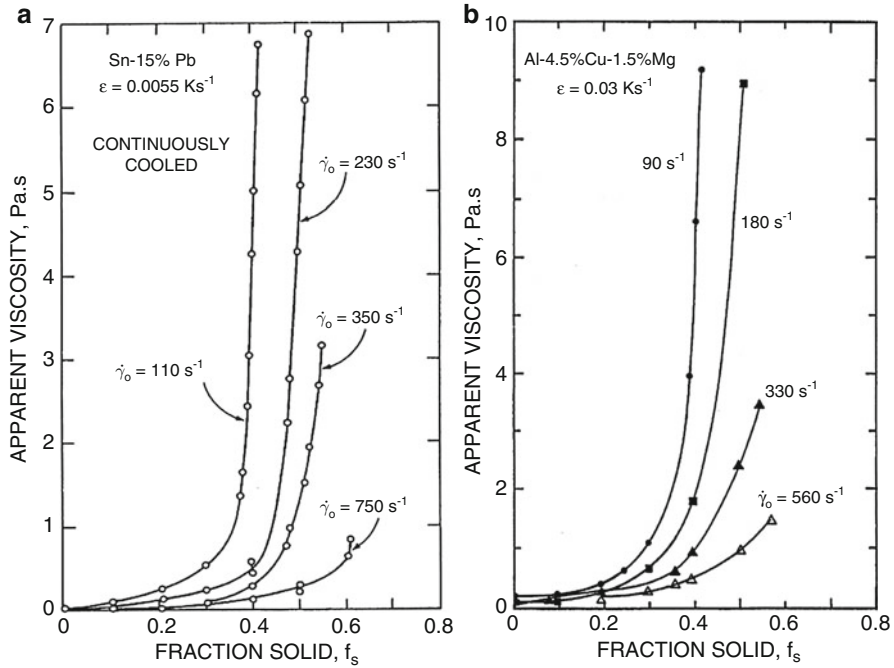 a
Sn-15% Pb
ε = 0.0055 Ks⁻¹
CONTINUOUSLY
COOLED
γ̇ₒ = 230 s⁻¹
γ̇ₒ = 350 s⁻¹
γ̇ₒ = 110 s⁻¹
γ̇ₒ = 750 s⁻¹
APPARENT VISCOSITY, Pa.s
7
6
5
4
3
2
1
0
0
0.2
0.4
0.6
0.8
FRACTION SOLID, fₛ
b
Al-4.5%Cu-1.5%Mg
ε = 0.03 Ks⁻¹
90 s⁻¹
180 s⁻¹
330 s⁻¹
γ̇ₒ = 560 s⁻¹
APPARENT VISCOSITY, Pa.s
10
8
6
4
2
0
0
0.2
0.4
0.6
0.8
FRACTION SOLID, fₛ